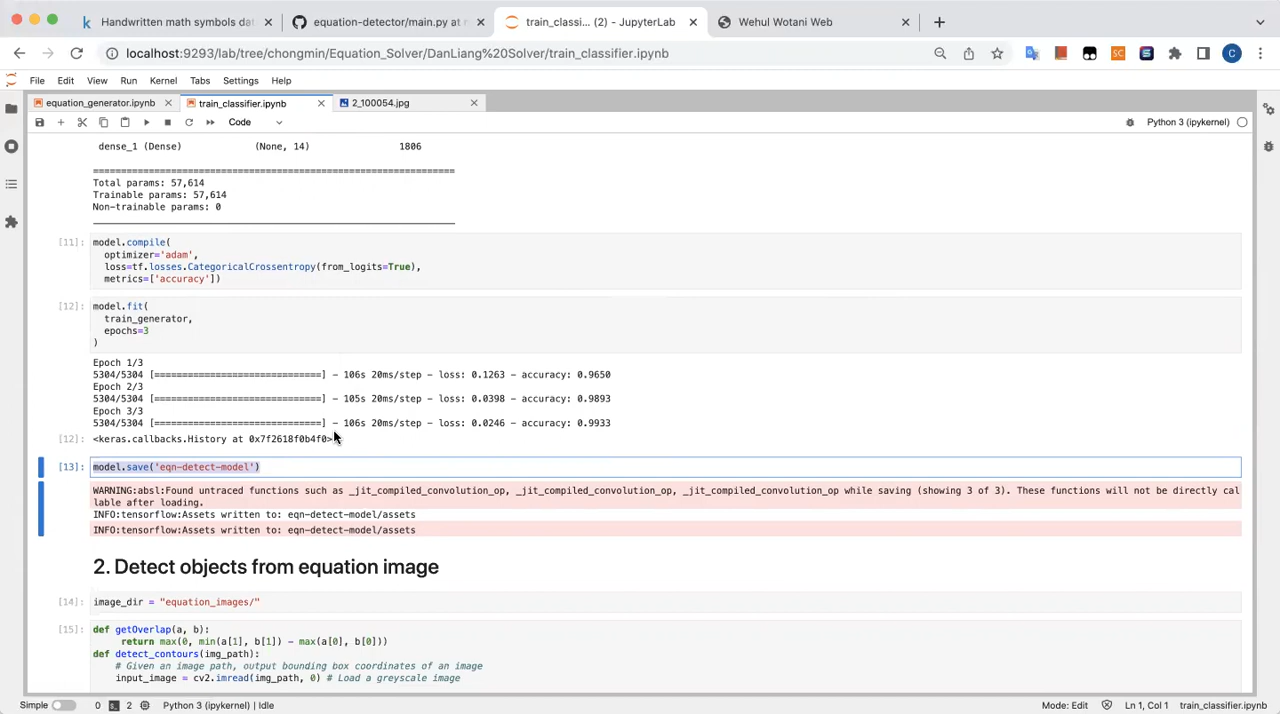 Handwritten math symbols dat
equation-detector/main.py at m
train_classi... (2) - JupyterLab
Wehul Wotani Web
localhost:9293/lab/tree/chongmin/Equation_Solver/DanLiang%20Solver/train_classifier.ipynb
File Edit View Run Kernel Tabs Settings Help
equation_generator.ipynb
train_classifier.ipynb
2_100054.jpg
Code
Python 3 (ipykernel)
dense_1 (Dense) (None, 14) 1806
=================================================================
Total params: 57,614
Trainable params: 57,614
Non-trainable params: 0
_________________________________________________________________
[11]: model.compile(
optimizer='adam',
loss=tf.losses.CategoricalCrossentropy(from_logits=True),
metrics=['accuracy'])
[12]: model.fit(
train_generator,
epochs=3
)
Epoch 1/3
5304/5304 [==============================] - 106s 20ms/step - loss: 0.1263 - accuracy: 0.9650
Epoch 2/3
5304/5304 [==============================] - 105s 20ms/step - loss: 0.0398 - accuracy: 0.9893
Epoch 3/3
5304/5304 [==============================] - 106s 20ms/step - loss: 0.0246 - accuracy: 0.9933
[12]: <keras.callbacks.History at 0x7f2618f0b4f0>
[13]: model.save('eqn-detect-model')
WARNING:absl:Found untraced functions such as _jit_compiled_convolution_op, _jit_compiled_convolution_op, _jit_compiled_convolution_op while saving (showing 3 of 3). These functions will not be directly cal
lable after loading.
INFO:tensorflow:Assets written to: eqn-detect-model/assets
INFO:tensorflow:Assets written to: eqn-detect-model/assets
2. Detect objects from equation image
[14]: image_dir = "equation_images/"
[15]: def getOverlap(a, b):
return max(0, min(a[1], b[1]) - max(a[0], b[0]))
def detect_contours(img_path):
# Given an image path, output bounding box coordinates of an image
input_image = cv2.imread(img_path, 0) # Load a greyscale image
Simple 0 2 Python 3 (ipykernel) | Idle Mode: Edit Ln 1, Col 1 train_classifier.ipynb